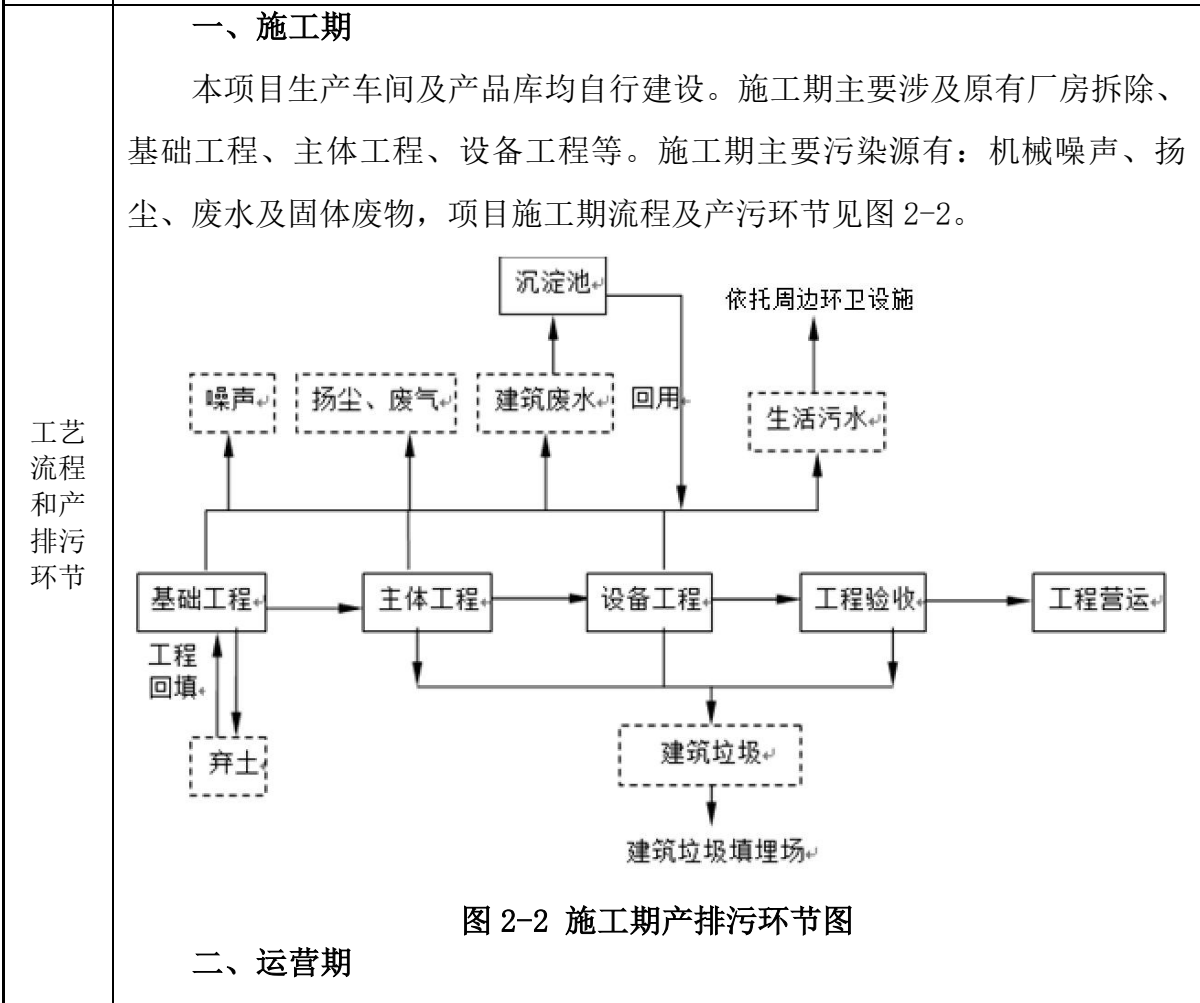 一、施工期
本项目生产车间及产品库均自行建设。施工期主要涉及原有厂房拆除、
基础工程、主体工程、设备工程等。施工期主要污染源有：机械噪声、扬
尘、废水及固体废物，项目施工期流程及产污环节见图 2-2。
沉淀池
依托周边环卫设施
噪声
扬尘、废气
建筑废水
回用
生活污水
工艺
流程
和产
排污
环节
基础工程
主体工程
设备工程
工程验收
工程营运
工程
回填
弃土
建筑垃圾
建筑垃圾填埋场
图 2-2 施工期产排污环节图
二、运营期